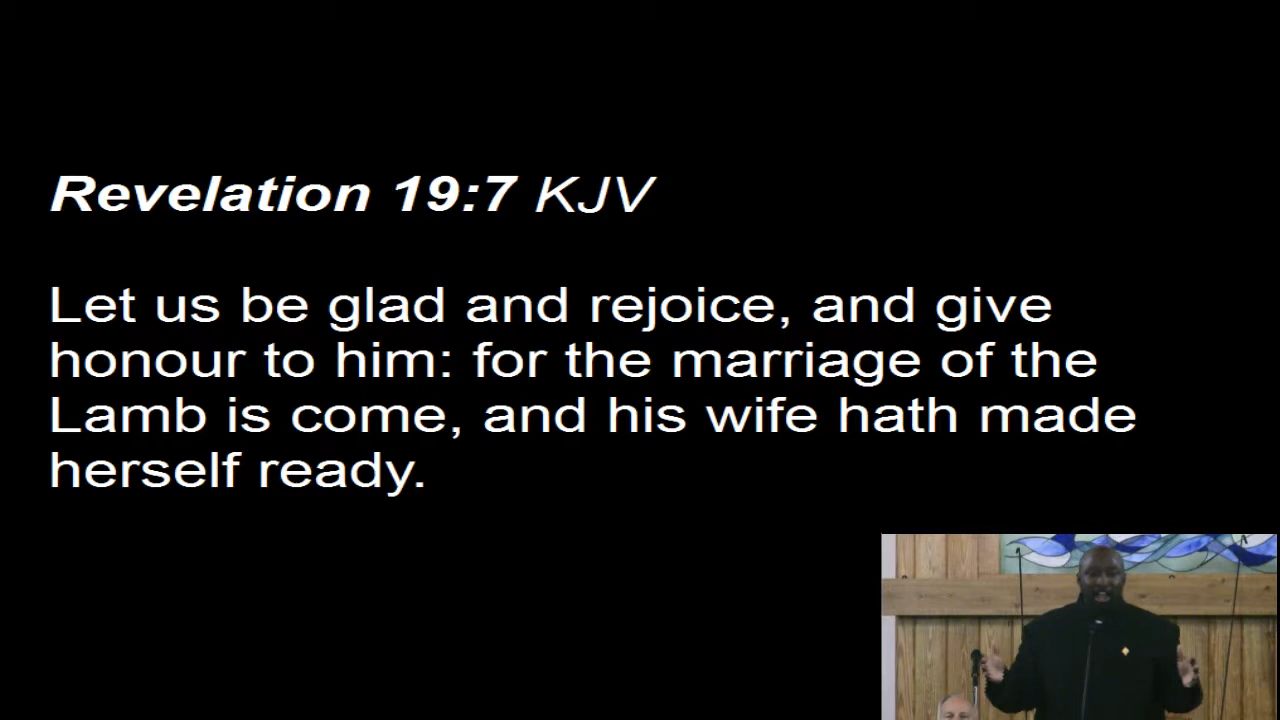 Revelation 19:7 KJV
Let us be glad and rejoice, and give
honour to him: for the marriage of the
Lamb is come, and his wife hath made
herself ready.